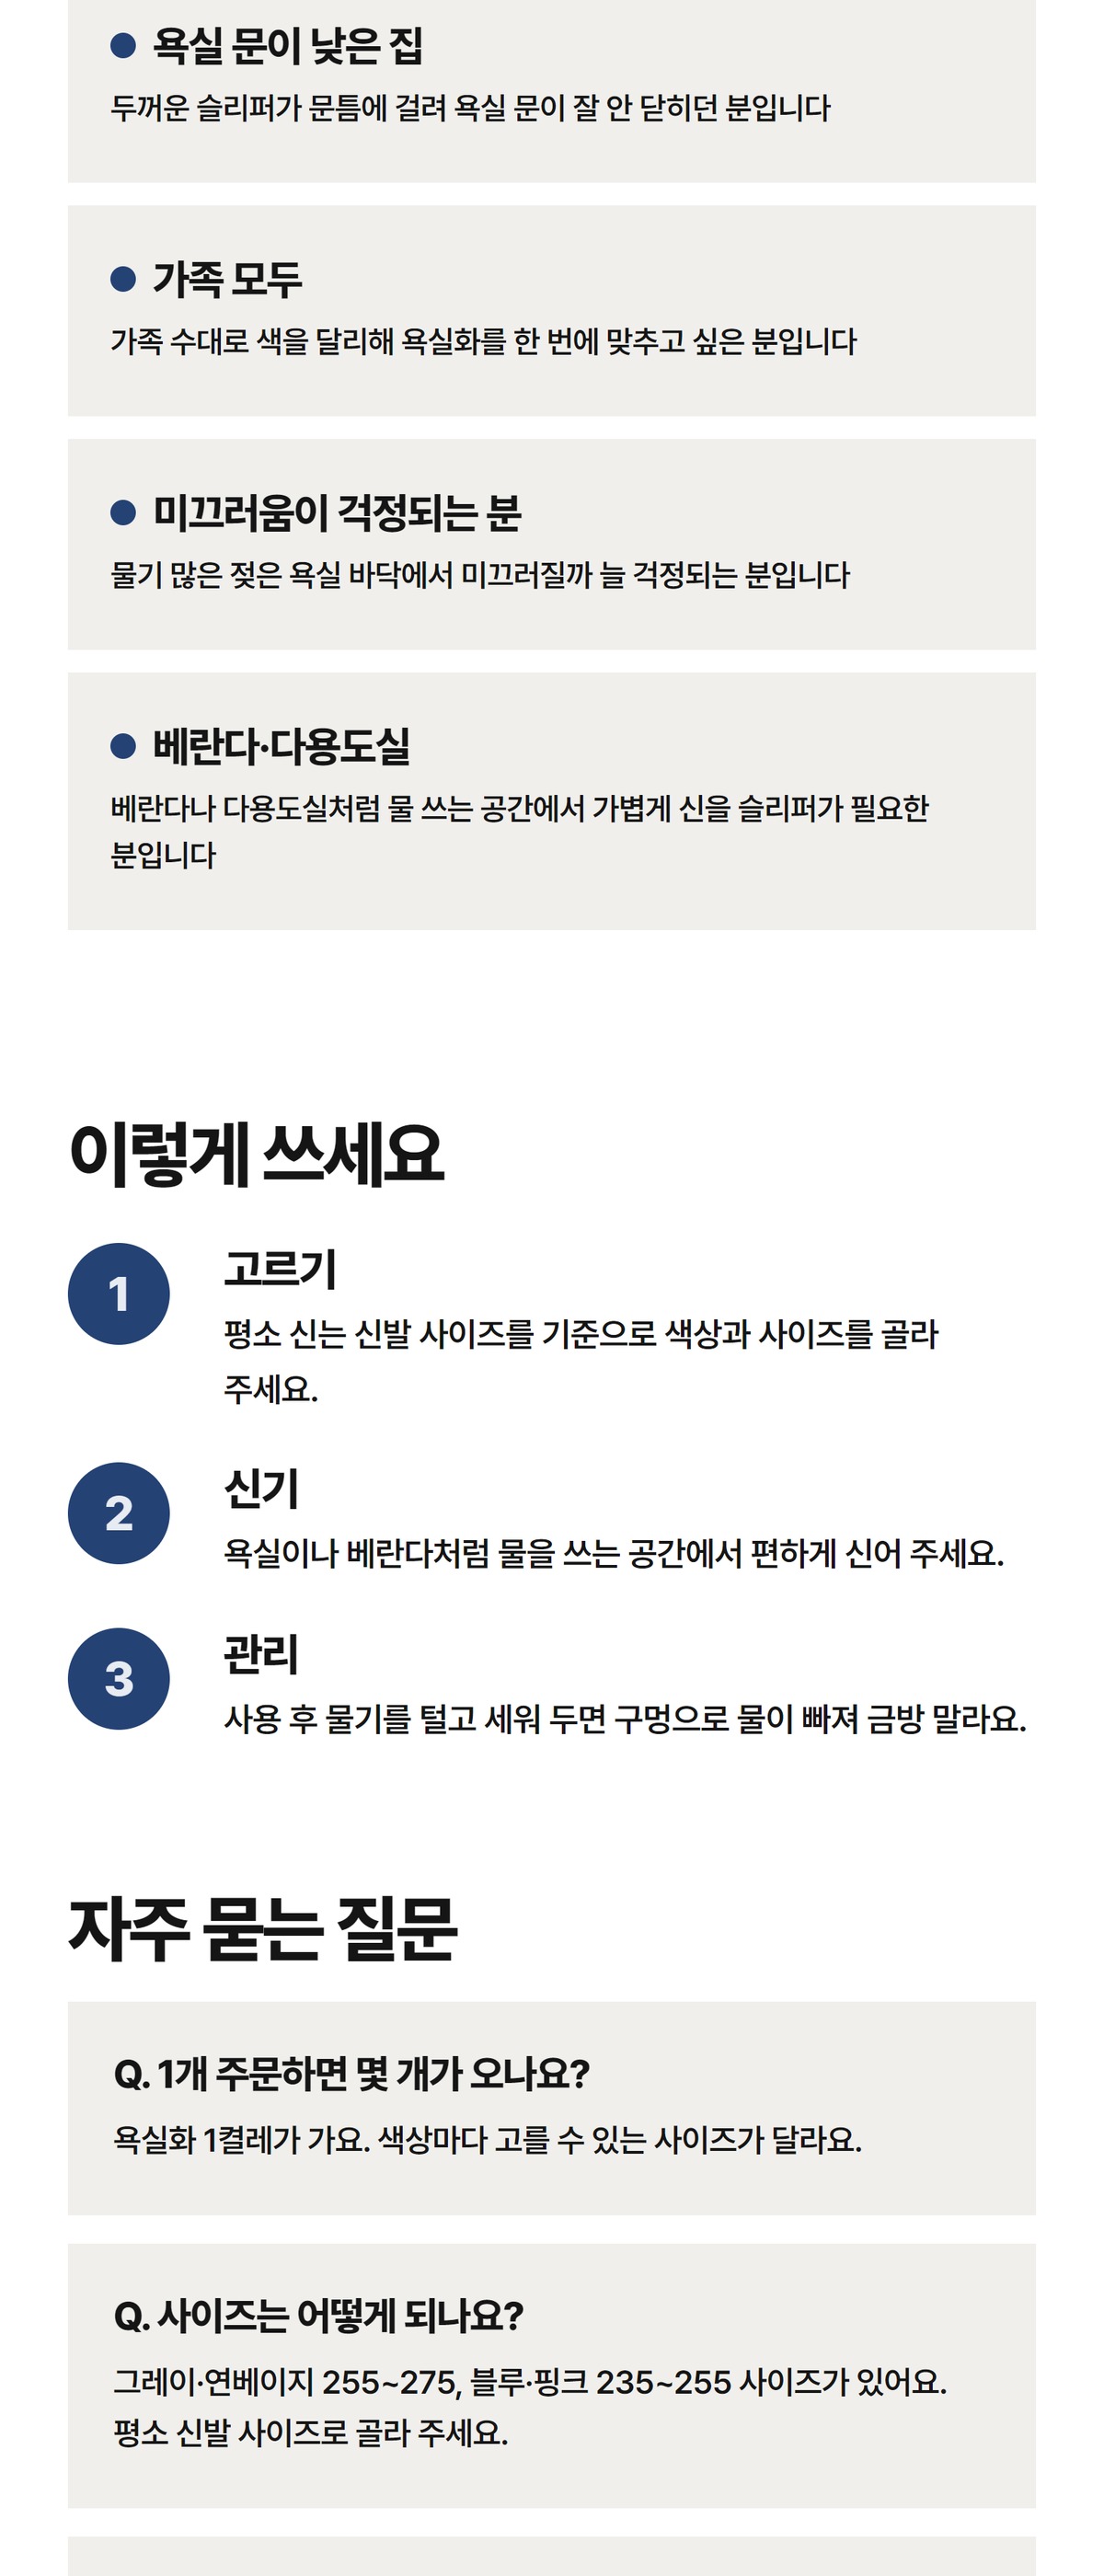 욕실 문이 낮은 집
두꺼운 슬리퍼가 문틈에 걸려 욕실 문이 잘 안 닫히던 분입니다
가족 모두
가족 수대로 색을 달리해 욕실화를 한 번에 맞추고 싶은 분입니다
미끄러움이 걱정되는 분
물기 많은 젖은 욕실 바닥에서 미끄러질까 늘 걱정되는 분입니다
베란다·다용도실
베란다나 다용도실처럼 물 쓰는 공간에서 가볍게 신을 슬리퍼가 필요한
분입니다
이렇게 쓰세요
1
고르기
평소 신는 신발 사이즈를 기준으로 색상과 사이즈를 골라
주세요.
2
신기
욕실이나 베란다처럼 물을 쓰는 공간에서 편하게 신어 주세요.
3
관리
사용 후 물기를 털고 세워 두면 구멍으로 물이 빠져 금방 말라요.
자주 묻는 질문
Q. 1개 주문하면 몇 개가 오나요?
욕실화 1켤레가 가요. 색상마다 고를 수 있는 사이즈가 달라요.
Q. 사이즈는 어떻게 되나요?
그레이·연베이지 255~275, 블루·핑크 235~255 사이즈가 있어요.
평소 신발 사이즈로 골라 주세요.